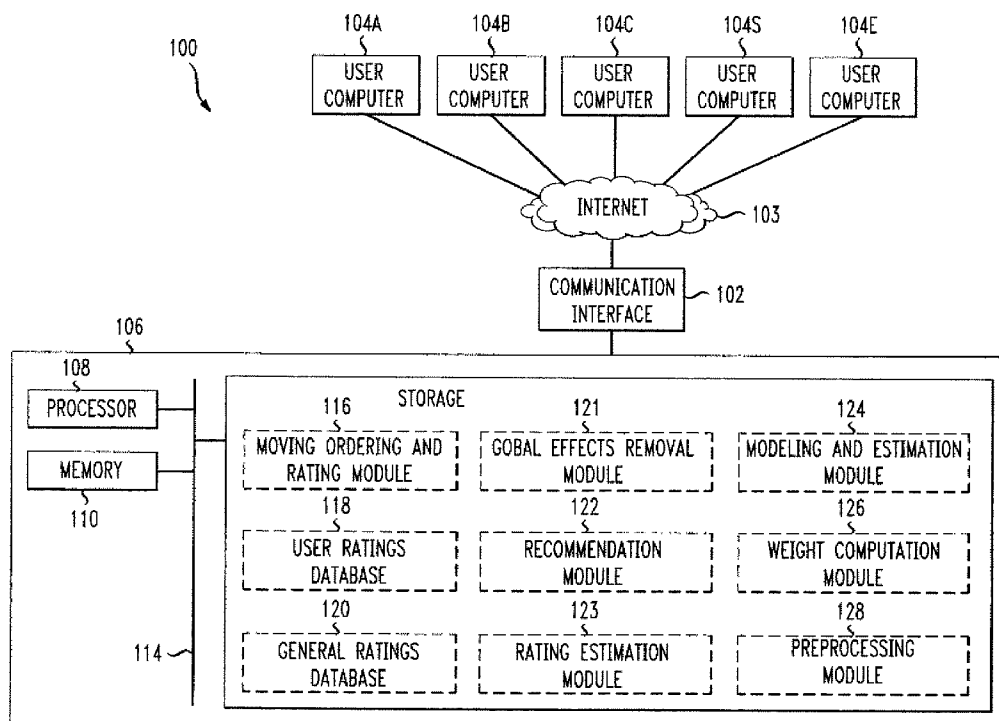 100
104A 104B 104C 104S 104E
USER COMPUTER
USER COMPUTER
USER COMPUTER
USER COMPUTER
USER COMPUTER
INTERNET
103
COMMUNICATION INTERFACE
102
106
108
PROCESSOR
MEMORY
110
114
STORAGE
116
MOVING ORDERING AND
RATING MODULE
121
GOBAL EFFECTS REMOVAL
MODULE
124
MODELING AND ESTIMATION
MODULE
118
USER RATINGS
DATABASE
122
RECOMMENDATION
MODULE
126
WEIGHT COMPUTATION
MODULE
120
GENERAL RATINGS
DATABASE
123
RATING ESTIMATION
MODULE
128
PREPROCESSING
MODULE